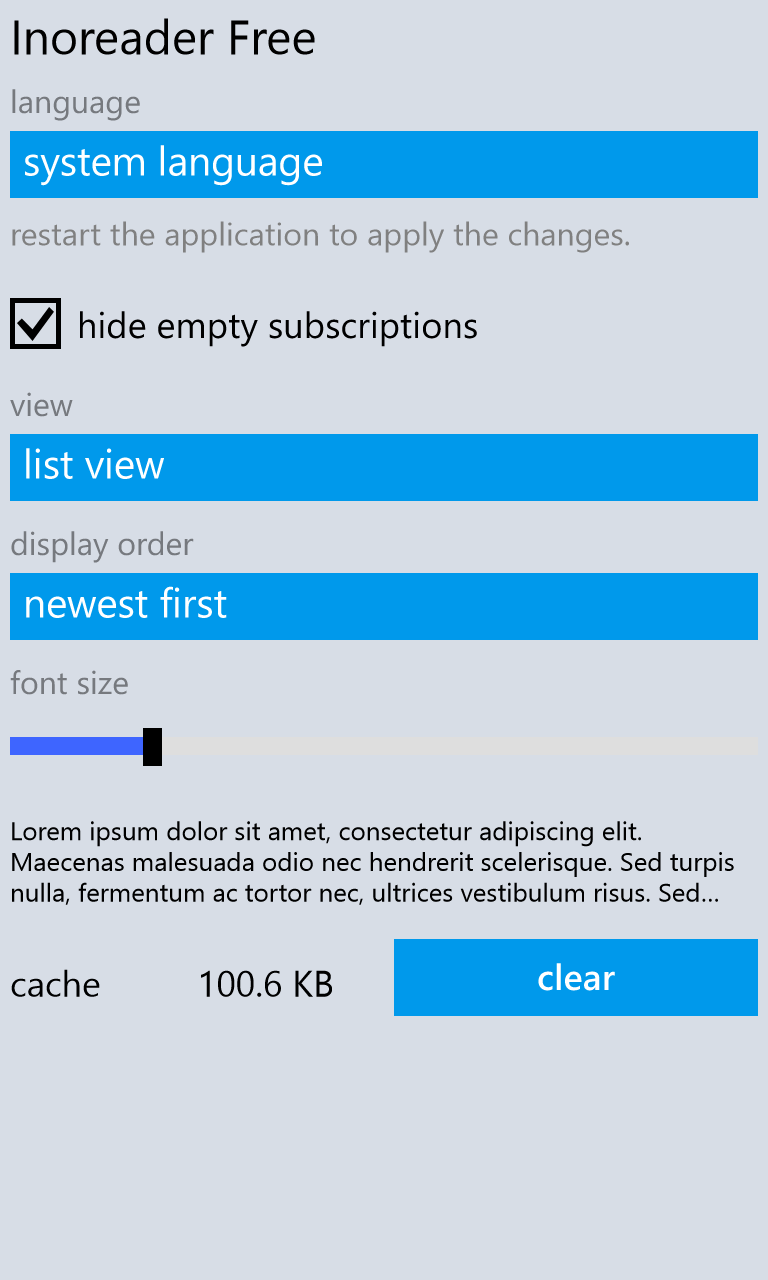 Inoreader Free
language
system language
restart the application to apply the changes.
hide empty subscriptions
view
list view
display order
newest first
font size
Lorem ipsum dolor sit amet, consectetur adipiscing elit.
Maecenas malesuada odio nec hendrerit scelerisque. Sed turpis
nulla, fermentum ac tortor nec, ultrices vestibulum risus. Sed...
cache 100.6 KB clear